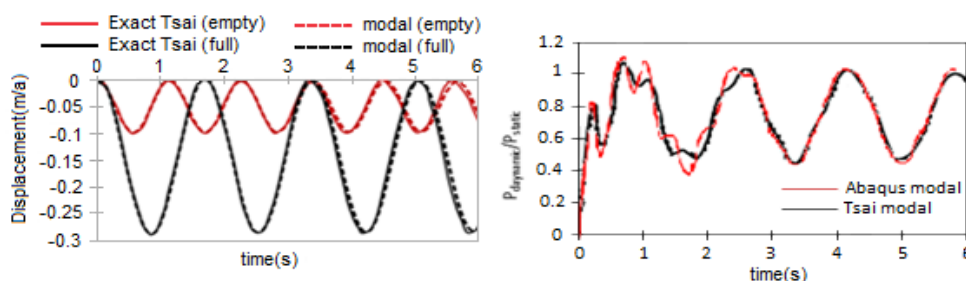 Exact Tsai (empty) modal (empty)
Exact Tsai (full) modal (full)
0 1 2 3 4 5 6
0
-0.05
-0.1
-0.15
-0.2
-0.25
-0.3
Displacement(m/a)
time(s)
1.2
1
0.8
0.6
0.4
0.2
0
P_daynamic/P_static
Abaqus modal
Tsai modal
0 1 2 3 4 5 6
time(s)